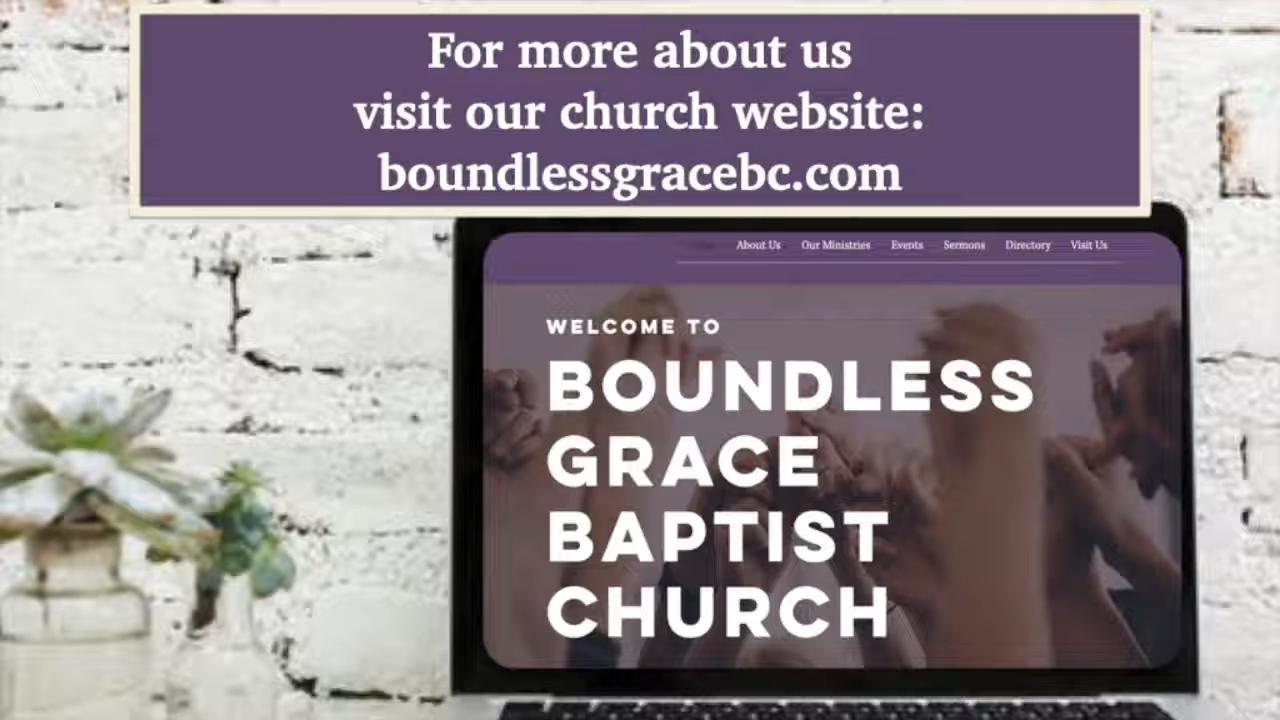 For more about us
visit our church website:
boundlessgracebc.com
About Us Our Ministries Events Sermons Directory Visit Us
WELCOME TO
BOUNDLESS
GRACE
BAPTIST
CHURCH